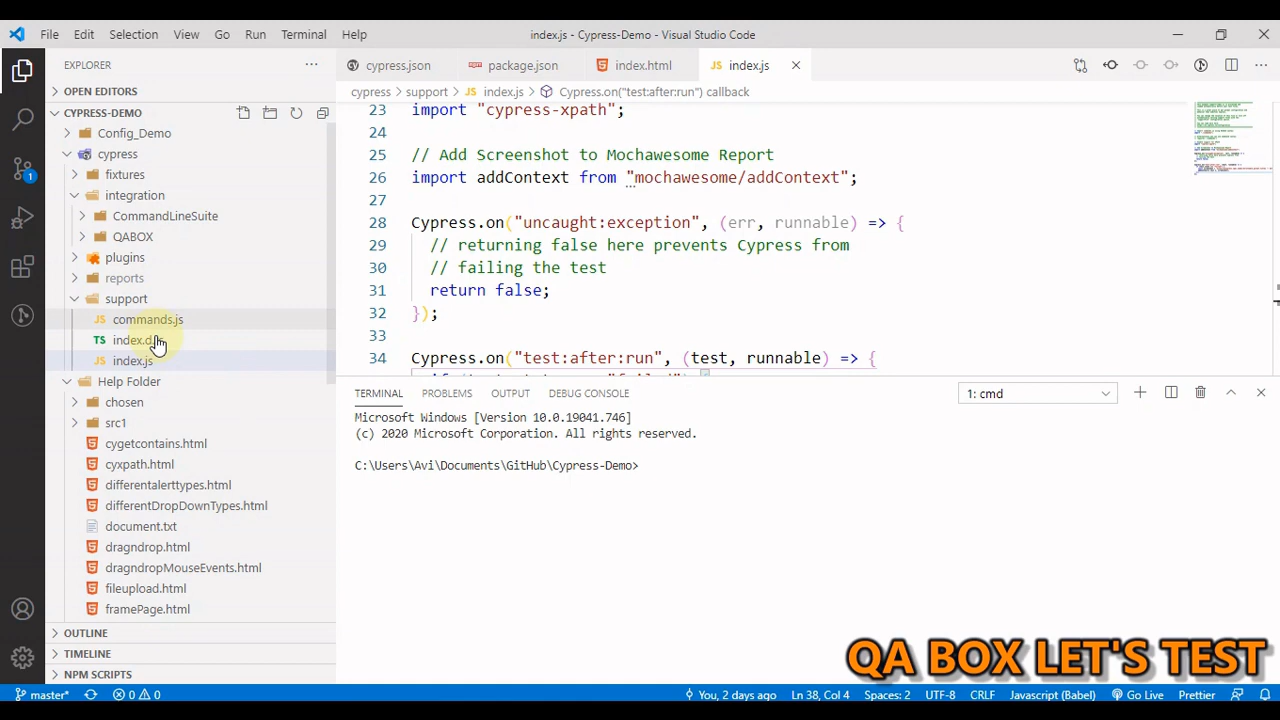 File Edit Selection View Go Run Terminal Help
index.js - Cypress-Demo - Visual Studio Code
EXPLORER
OPEN EDITORS
CYPRESS-DEMO
Config_Demo
cypress
fixtures
integration
CommandLineSuite
QABOX
plugins
reports
support
commands.js
index.d.ts
index.js
Help Folder
chosen
src1
cygetcontains.html
cyxpath.html
differentalerttypes.html
differentDropDownTypes.html
document.txt
dragndrop.html
dragndropMouseEvents.html
fileupload.html
framePage.html
OUTLINE
TIMELINE
NPM SCRIPTS
1
cypress.json package.json index.html index.js
cypress > support > index.js > Cypress.on("test:after:run") callback
23 import "cypress-xpath";
24
25 // Add Screenshot to Mochawesome Report
26 import addContext from "mochawesome/addContext";
27
28 Cypress.on("uncaught:exception", (err, runnable) => {
29 // returning false here prevents Cypress from
30 // failing the test
31 return false;
32 });
33
34 Cypress.on("test:after:run", (test, runnable) => {
TERMINAL PROBLEMS OUTPUT DEBUG CONSOLE
1: cmd
Microsoft Windows [Version 10.0.19041.746]
(c) 2020 Microsoft Corporation. All rights reserved.
C:\Users\Avi\Documents\GitHub\Cypress-Demo>
QA BOX LET'S TEST
master* 0 0 You, 2 days ago Ln 38, Col 4 Spaces: 2 UTF-8 CRLF Javascript (Babel) Go Live Prettier